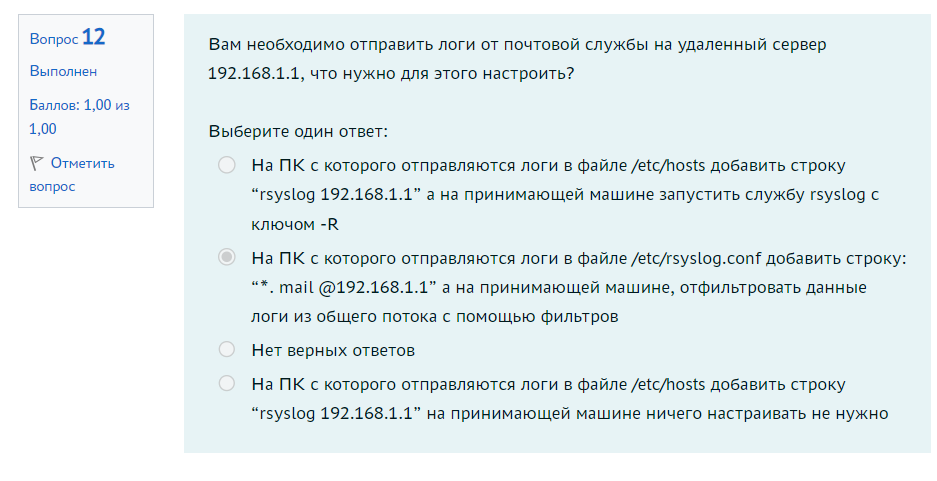 Вопрос 12
Выполнен
Баллов: 1,00 из
1,00
Отметить
вопрос
Вам необходимо отправить логи от почтовой службы на удаленный сервер
192.168.1.1, что нужно для этого настроить?
Выберите один ответ:
На ПК с которого отправляются логи в файле /etc/hosts добавить строку
“rsyslog 192.168.1.1” а на принимающей машине запустить службу rsyslog с
ключом -R
На ПК с которого отправляются логи в файле /etc/rsyslog.conf добавить строку:
“*. mail @192.168.1.1” а на принимающей машине, отфильтровать данные
логи из общего потока с помощью фильтров
Нет верных ответов
На ПК с которого отправляются логи в файле /etc/hosts добавить строку
“rsyslog 192.168.1.1” на принимающей машине ничего настраивать не нужно